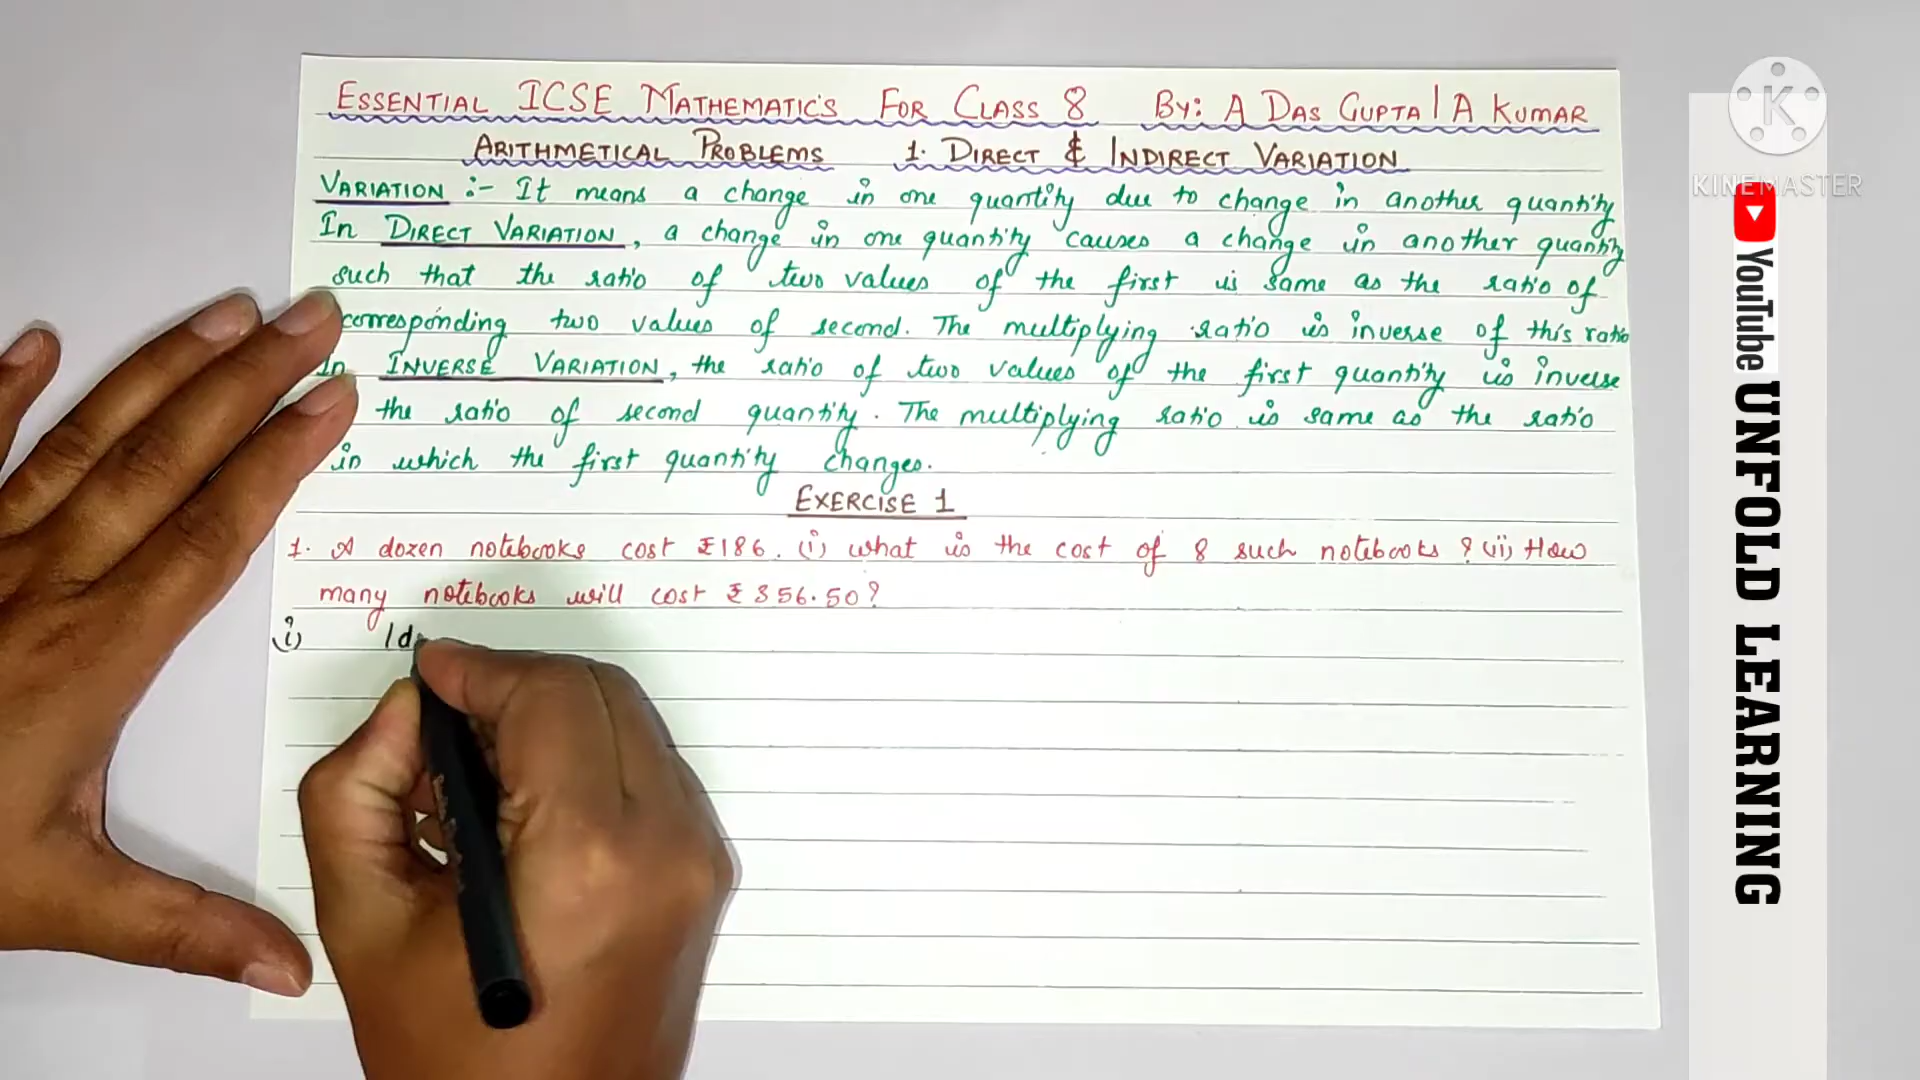 ESSENTIAL ICSE MATHEMATICS FOR CLASS 8 BY: A DAS GUPTA | A KUMAR
ARITHMETICAL PROBLEMS 1. DIRECT & INDIRECT VARIATION
VARIATION :- It means a change in one quantity due to change in another quantity
In DIRECT VARIATION, a change in one quantity causes a change in another quantity
such that the ratio of two values of the first is same as the ratio of
corresponding two values of second. The multiplying ratio is inverse of this ratio
In INVERSE VARIATION, the ratio of two values of the first quantity is inverse
the ratio of second quantity. The multiplying ratio is same as the ratio
in which the first quantity changes.
EXERCISE 1
1. A dozen notebooks cost ₹186. (i) what is the cost of 8 such notebooks? (ii) How
many notebooks will cost ₹356.50?
(i) 1d
KINEMASTER
YouTube UNFOLD LEARNING